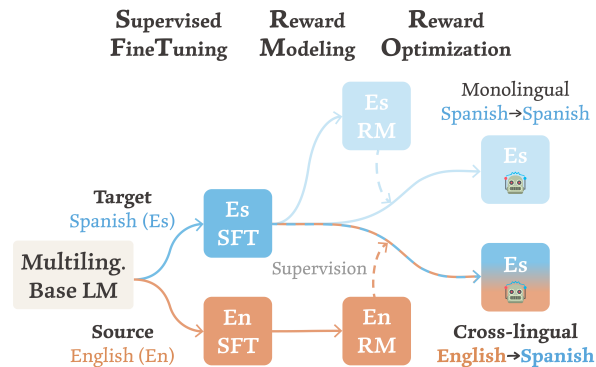 Supervised
FineTuning
Reward
Modeling
Reward
Optimization
Es
RM
Monolingual
Spanish→Spanish
Es
Target
Spanish (Es)
Es
SFT
Multiling.
Base LM
Supervision
Es
Source
English (En)
En
SFT
En
RM
Cross-lingual
English→Spanish